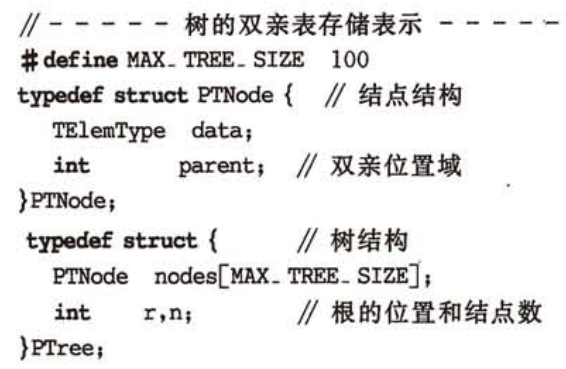 // - - - - - 树的双亲表存储表示 - - - - -
#define MAX_TREE_SIZE 100
typedef struct PTNode { // 结点结构
TElemType data;
int parent; // 双亲位置域
}PTNode;
typedef struct { // 树结构
PTNode nodes[MAX_TREE_SIZE];
int r,n; // 根的位置和结点数
}PTree;